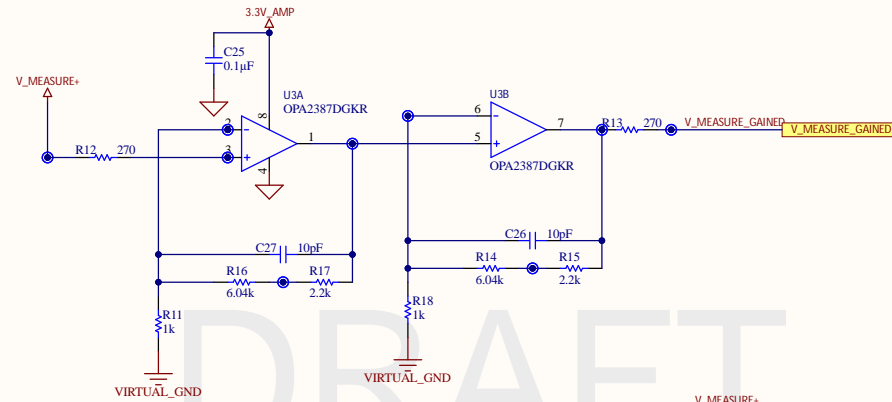 3.3V_AMP
C25
0.1µF
V_MEASURE+
U3A
OPA2387DGKR
U3B
8
2
1
3
4
R12
270
6
7
5
OPA2387DGKR
R13
270
V_MEASURE_GAINED
V_MEASURE_GAINED
C27
10pF
R16
6.04k
R17
2.2k
R11
1k
VIRTUAL_GND
C26
10pF
R14
6.04k
R15
2.2k
R18
1k
VIRTUAL_GND
DRAFT
V_MEASURE+